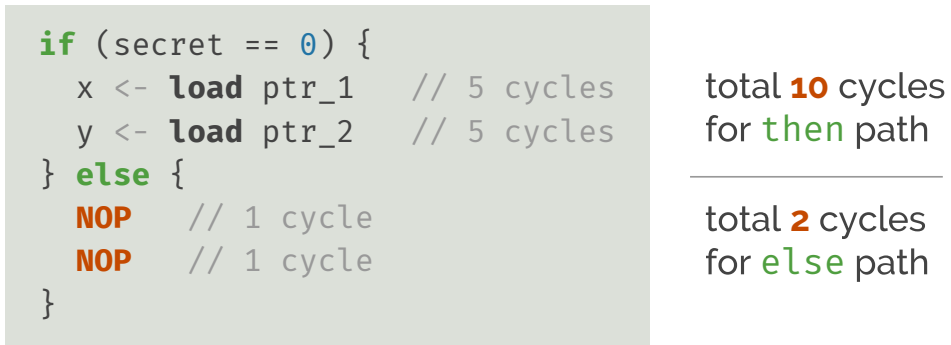 if (secret == 0) {
x <- load ptr_1 // 5 cycles
y <- load ptr_2 // 5 cycles
} else {
NOP // 1 cycle
NOP // 1 cycle
}
total 10 cycles
for then path
total 2 cycles
for else path